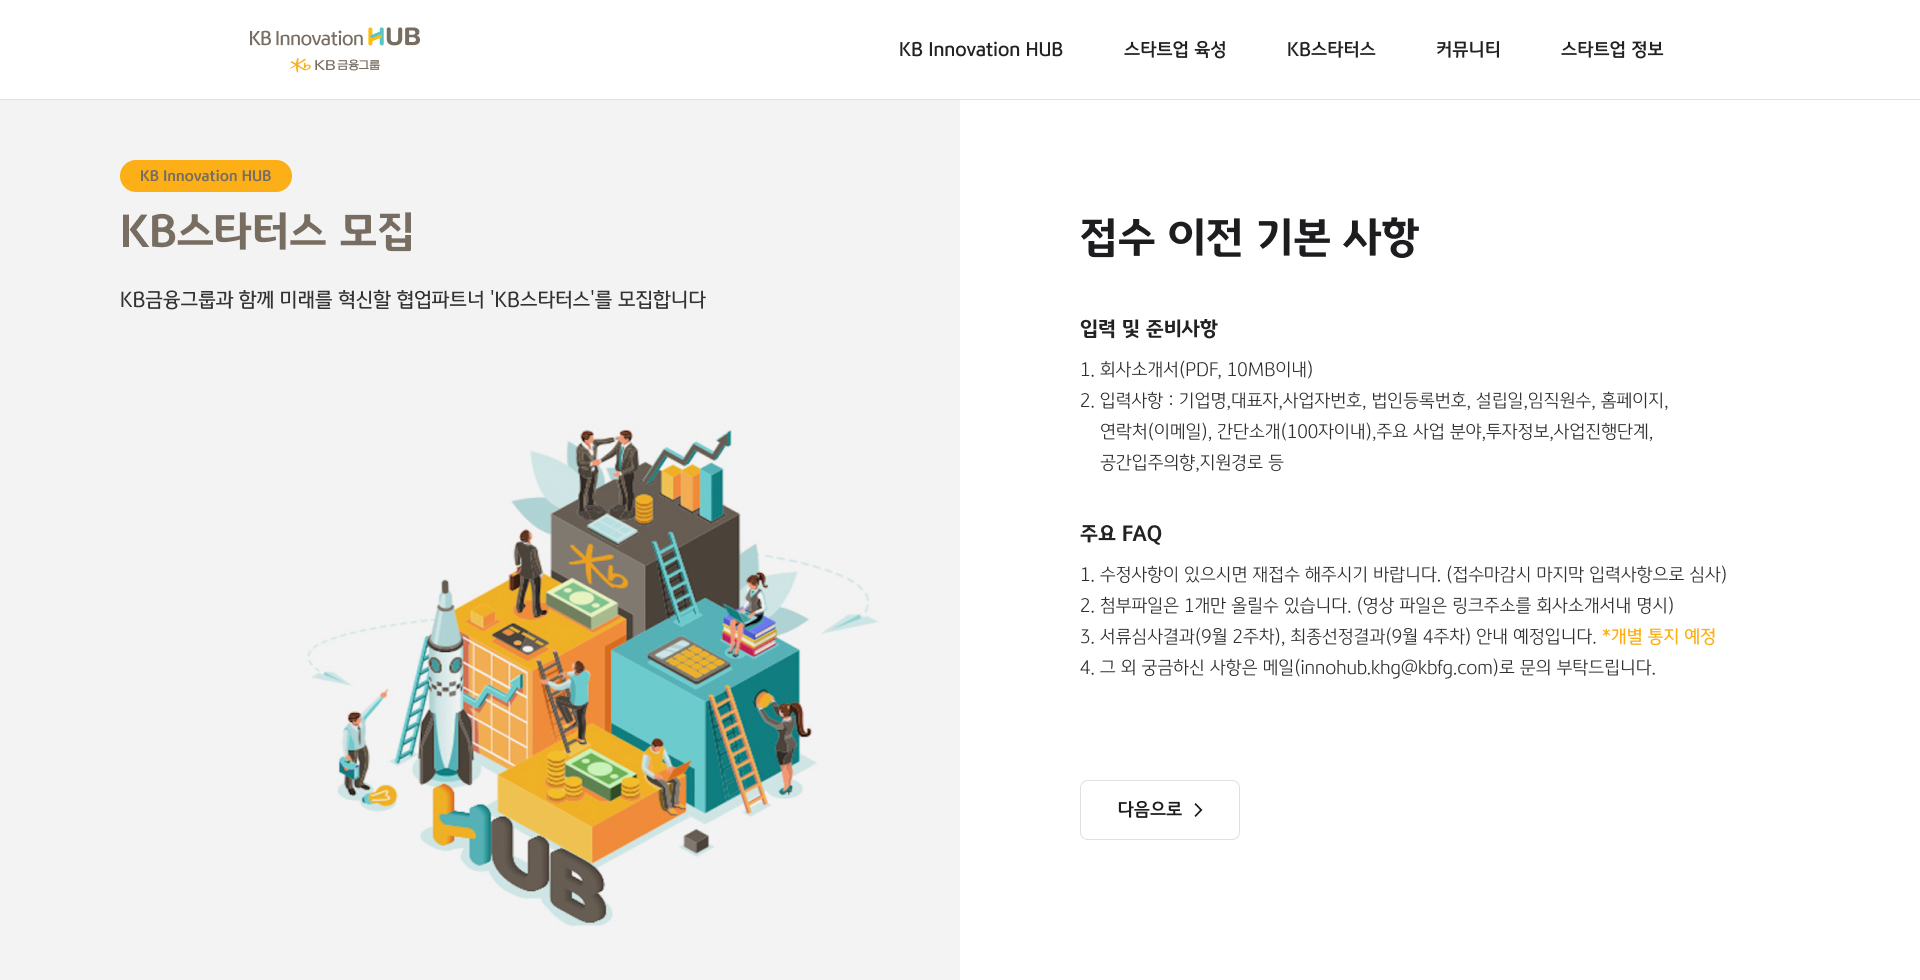 KB Innovation HUB
KB 금융그룹
KB Innovation HUB
스타트업 육성
KB스타터스
커뮤니티
스타트업 정보
KB Innovation HUB
KB스타터스 모집
KB금융그룹과 함께 미래를 혁신할 협업파트너 'KB스타터스'를 모집합니다
HUB
접수 이전 기본 사항
입력 및 준비사항
1. 회사소개서(PDF, 10MB이내)
2. 입력사항 : 기업명,대표자,사업자번호, 법인등록번호, 설립일,임직원수, 홈페이지,
연락처(이메일), 간단소개(100자이내),주요 사업 분야,투자정보,사업진행단계,
공간입주의향,지원경로 등
주요 FAQ
1. 수정사항이 있으시면 재접수 해주시기 바랍니다. (접수마감시 마지막 입력사항으로 심사)
2. 첨부파일은 1개만 올릴수 있습니다. (영상 파일은 링크주소를 회사소개서내 명시)
3. 서류심사결과(9월 2주차), 최종선정결과(9월 4주차) 안내 예정입니다. *개별 통지 예정
4. 그 외 궁금하신 사항은 메일(innohub.khg@kbfg.com)로 문의 부탁드립니다.
다음으로